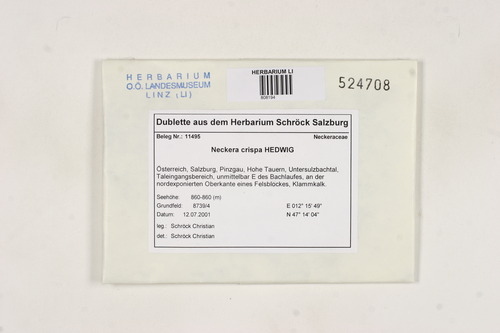 HERBARIUM
O.Ö. LANDESMUSEUM
LINZ (LI)
HERBARIUM LI
808194
524708
Dublette aus dem Herbarium Schröck Salzburg
Beleg Nr.: 11495 Neckeraceae
Neckera crispa HEDWIG
Österreich, Salzburg, Pinzgau, Hohe Tauern, Untersulzbachtal,
Taleingangsbereich, unmittelbar E des Bachlaufes, an der
nordexponierten Oberkante eines Felsblockes, Klammkalk.
Seehöhe: 860-860 (m)
Grundfeld: 8739/4 E 012° 15' 49"
Datum: 12.07.2001 N 47° 14' 04"
leg.: Schröck Christian
det.: Schröck Christian